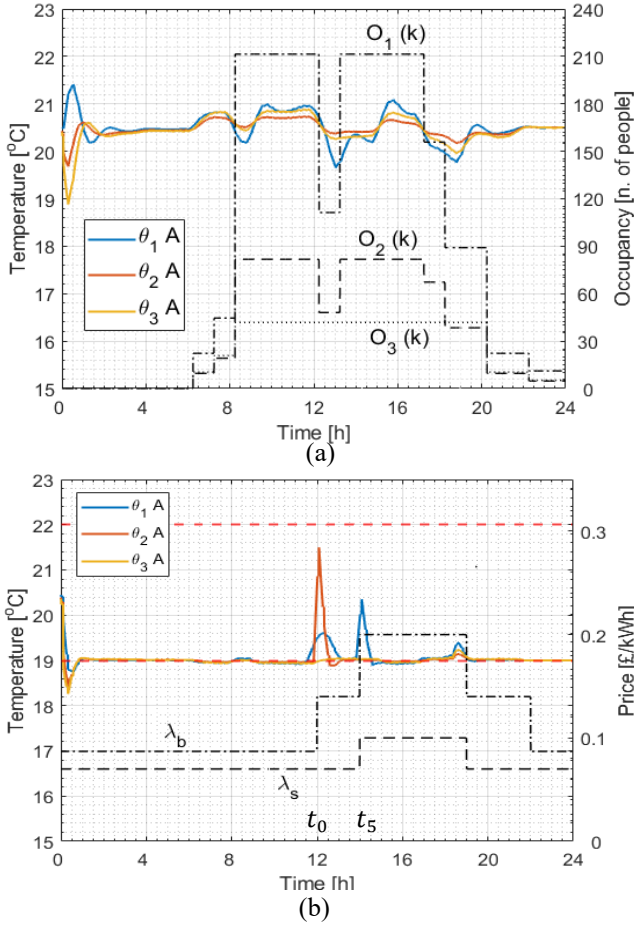 23
22
21
20
19
18
17
16
15
Temperature [°C]
θ1 A
θ2 A
θ3 A
O1 (k)
O2 (k)
O3 (k)
240
210
180
150
120
90
60
30
0
Occupancy [n. of people]
0 4 8 12 16 20 24
Time [h]
(a)
23
22
21
20
19
18
17
16
15
Temperature [°C]
θ1 A
θ2 A
θ3 A
λb
λs
t0 t5
0.3
0.2
0.1
0
Price [£/kWh]
0 4 8 12 16 20 24
Time [h]
(b)